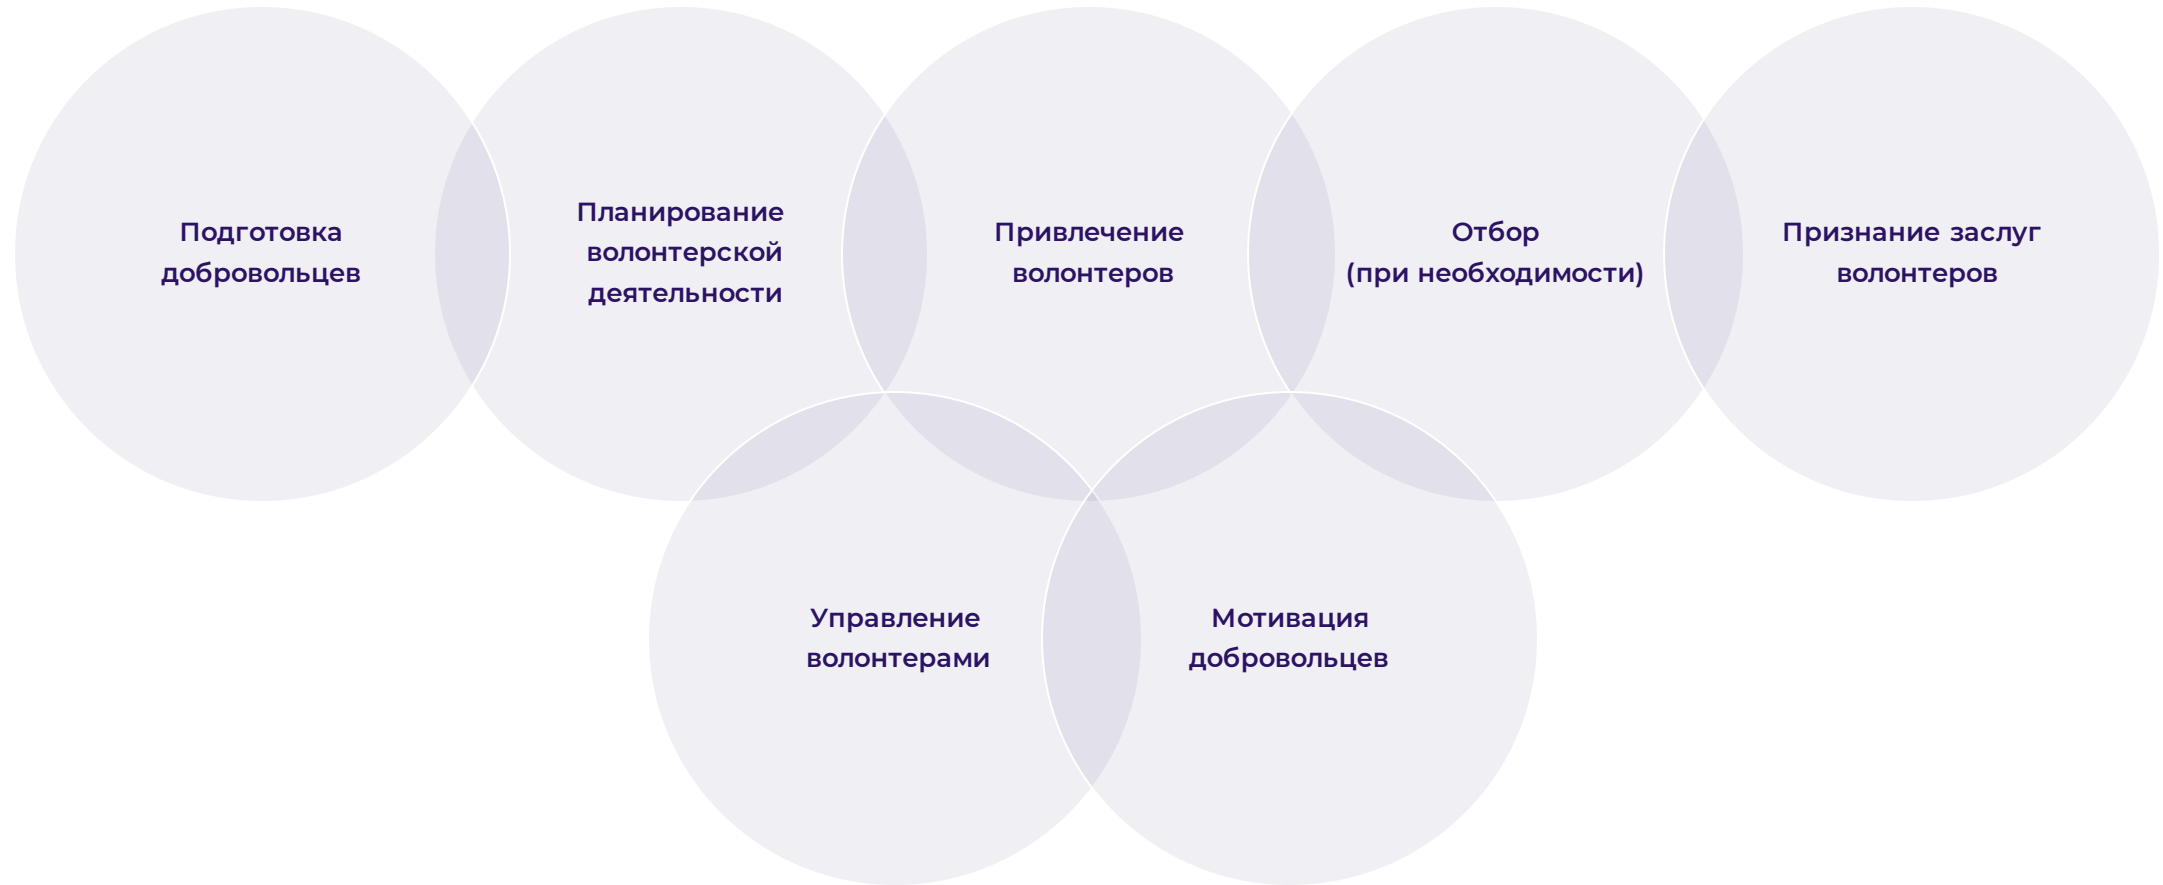 Подготовка
добровольцев
Планирование
волонтерской
деятельности
Привлечение
волонтеров
Отбор
(при необходимости)
Признание заслуг
волонтеров
Управление
волонтерами
Мотивация
добровольцев